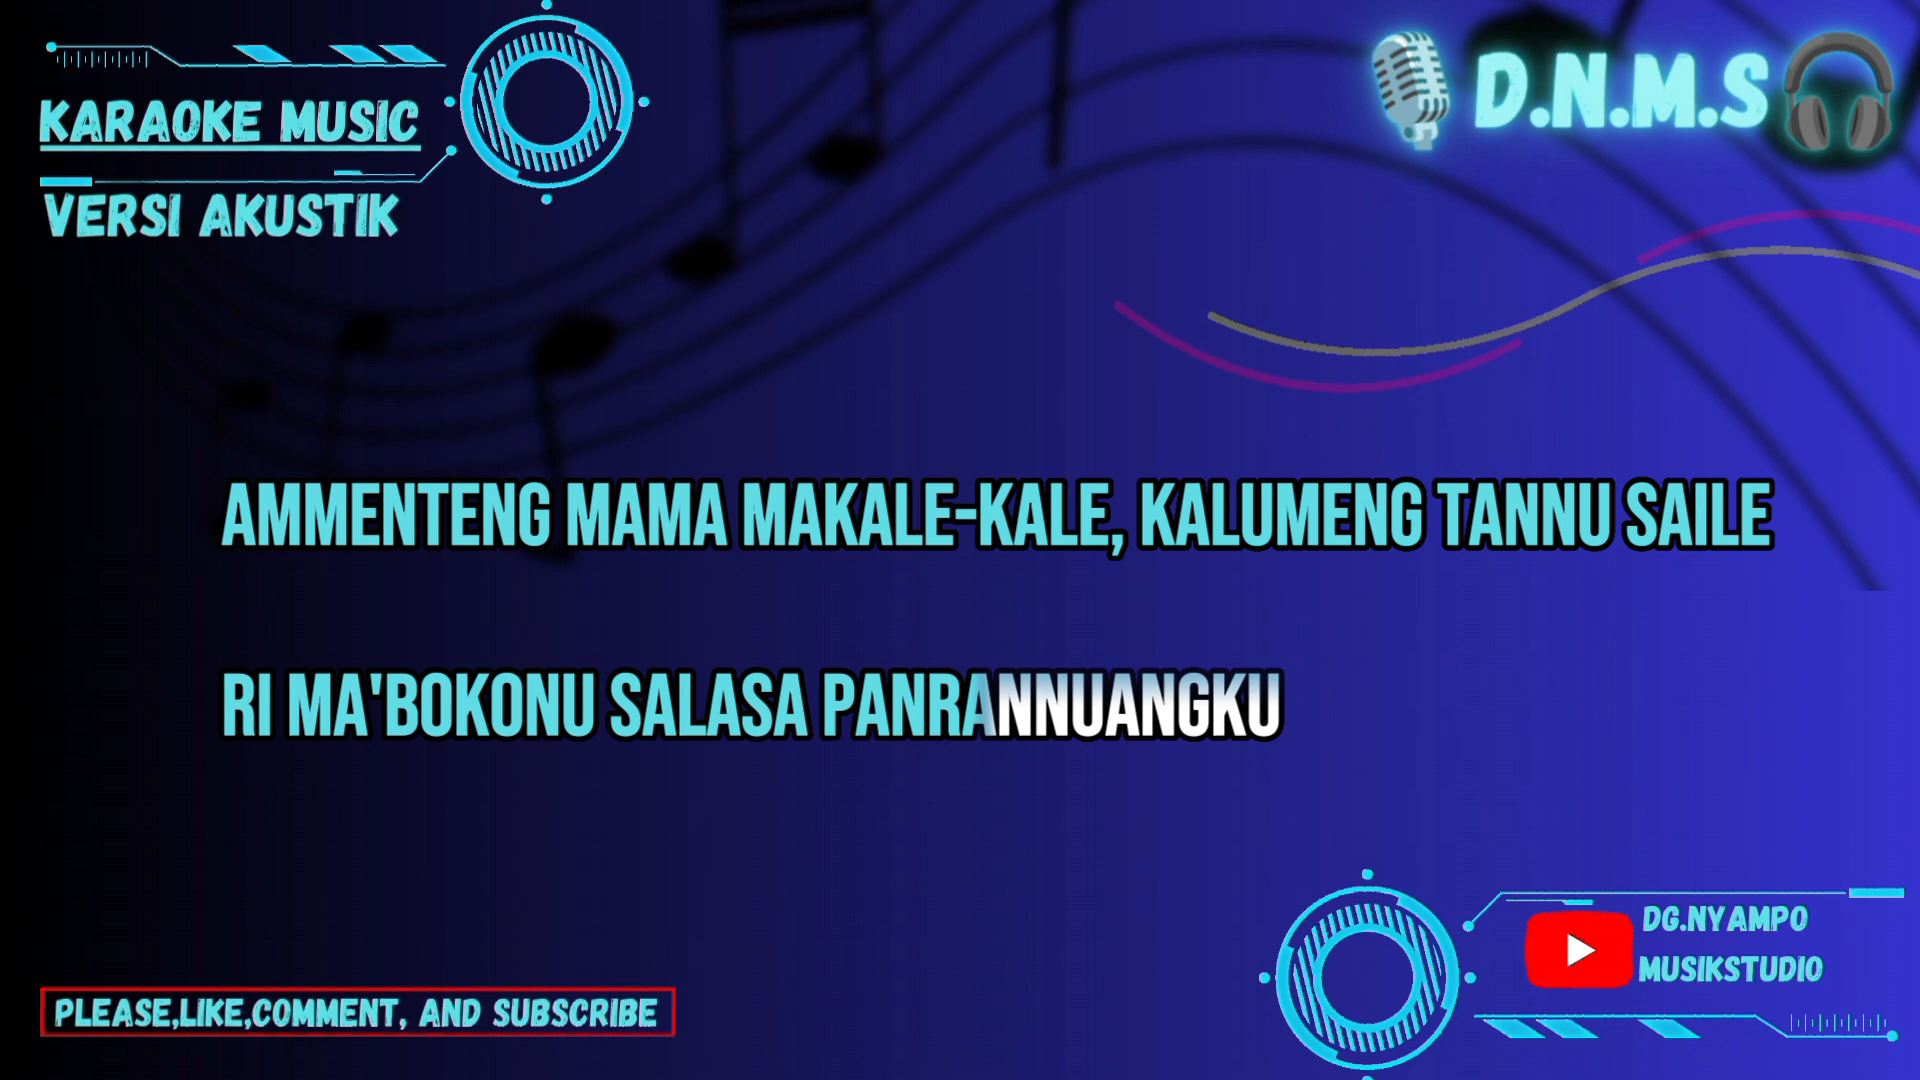 KARAOKE MUSIC
VERSI AKUSTIK
D.N.M.S
AMMENTENG MAMA MAKALE-KALE, KALUMENG TANNU SAILE
RI MA'BOKONU SALASA PANRANNUANGKU
DG.NYAMPO
MUSIKSTUDIO
PLEASE,LIKE,COMMENT, AND SUBSCRIBE